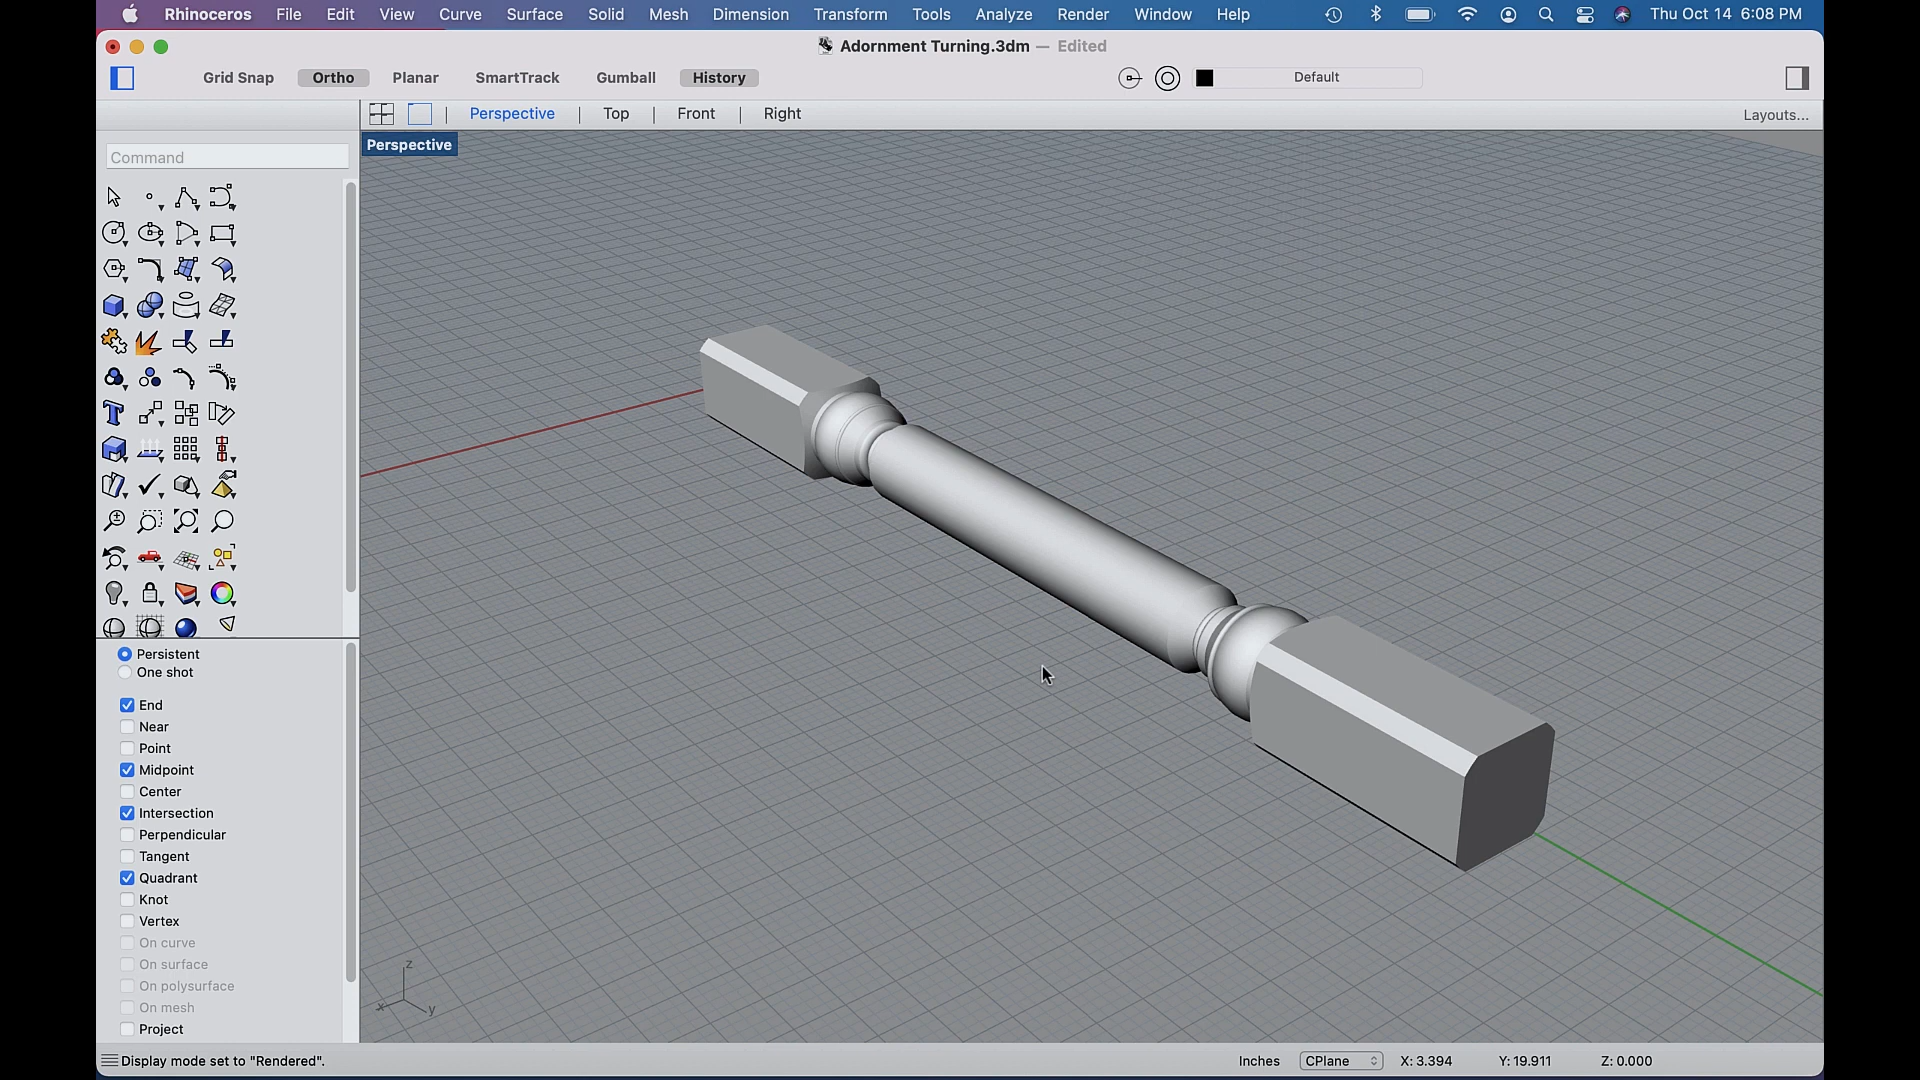 Rhinoceros File Edit View Curve Surface Solid Mesh Dimension Transform Tools Analyze Render Window Help Thu Oct 14 6:08 PM
Adornment Turning.3dm — Edited
Grid Snap Ortho Planar SmartTrack Gumball History Default
Perspective | Top | Front | Right Layouts...
Perspective
Command
Persistent
One shot
End
Near
Point
Midpoint
Center
Intersection
Perpendicular
Tangent
Quadrant
Knot
Vertex
On curve
On surface
On polysurface
On mesh
Project
z
x
y
Display mode set to "Rendered". Inches CPlane X: 3.394 Y: 19.911 Z: 0.000